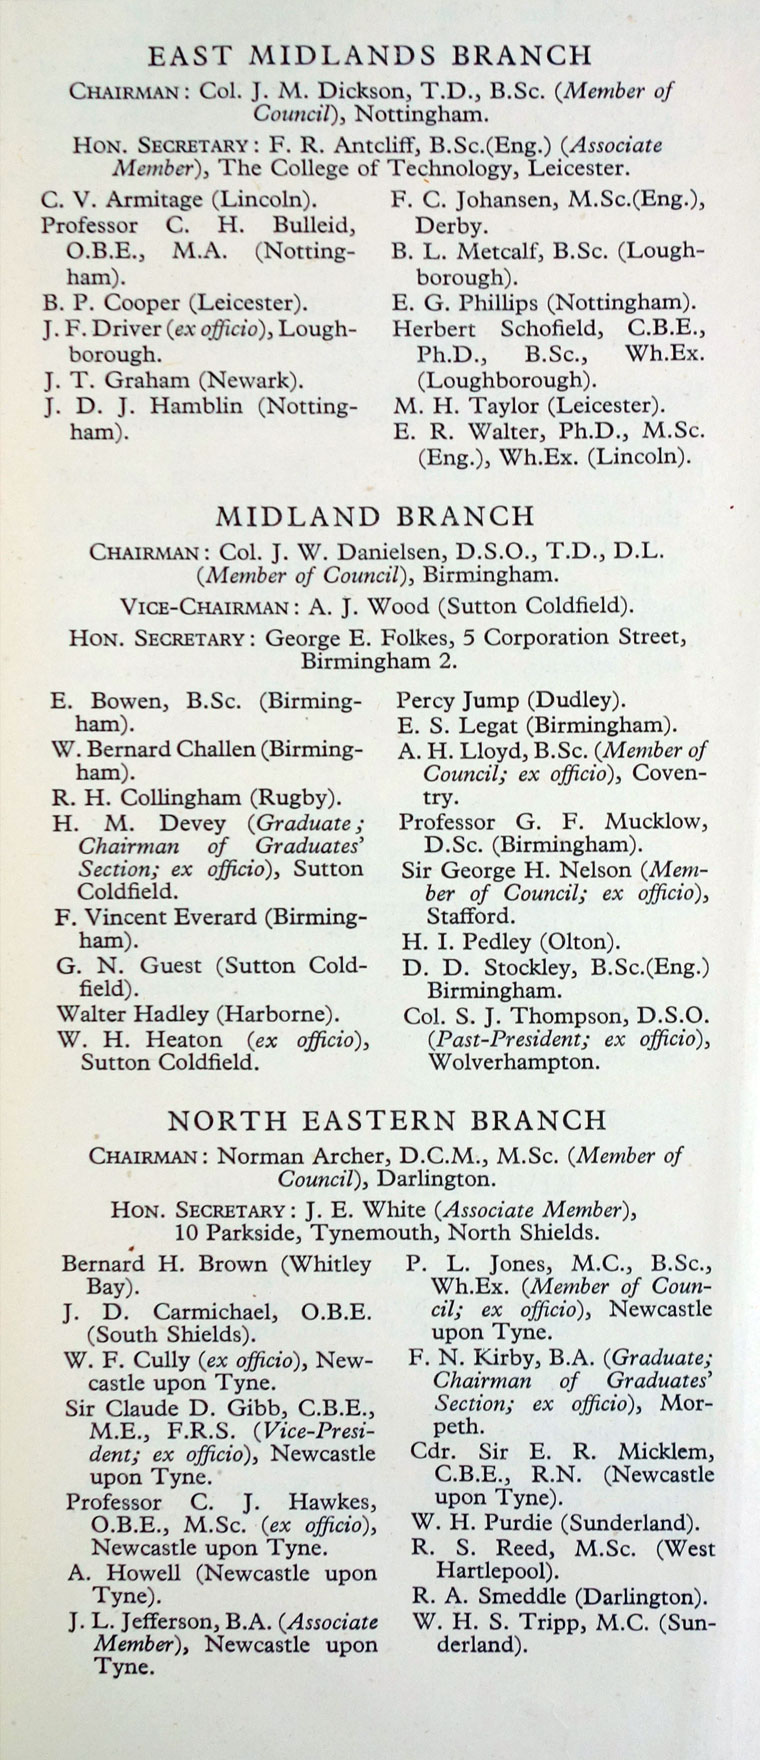 EAST MIDLANDS BRANCH
CHAIRMAN: Col. J. M. Dickson, T.D., B.Sc. (Member of
Council), Nottingham.
HON. SECRETARY: F. R. Antcliff, B.Sc.(Eng.) (Associate
Member), The College of Technology, Leicester.
C. V. Armitage (Lincoln).
Professor C. H. Bulleid,
O.B.E., M.A. (Notting-
ham).
B. P. Cooper (Leicester).
J. F. Driver (ex officio), Lough-
borough.
J. T. Graham (Newark).
J. D. J. Hamblin (Notting-
ham).
F. C. Johansen, M.Sc.(Eng.),
Derby.
B. L. Metcalf, B.Sc. (Lough-
borough).
E. G. Phillips (Nottingham).
Herbert Schofield, C.B.E.,
Ph.D., B.Sc., Wh.Ex.
(Loughborough).
M. H. Taylor (Leicester).
E. R. Walter, Ph.D., M.Sc.
(Eng.), Wh.Ex. (Lincoln).
MIDLAND BRANCH
CHAIRMAN: Col. J. W. Danielsen, D.S.O., T.D., D.L.
(Member of Council), Birmingham.
VICE-CHAIRMAN: A. J. Wood (Sutton Coldfield).
HON. SECRETARY: George E. Folkes, 5 Corporation Street,
Birmingham 2.
E. Bowen, B.Sc. (Birming-
ham).
W. Bernard Challen (Birming-
ham).
R. H. Collingham (Rugby).
H. M. Devey (Graduate;
Chairman of Graduates'
Section; ex officio), Sutton
Coldfield.
F. Vincent Everard (Birming-
ham).
G. N. Guest (Sutton Cold-
field).
Walter Hadley (Harborne).
W. H. Heaton (ex officio),
Sutton Coldfield.
Percy Jump (Dudley).
E. S. Legat (Birmingham).
A. H. Lloyd, B.Sc. (Member of
Council; ex officio), Coven-
try.
Professor G. F. Mucklow,
D.Sc. (Birmingham).
Sir George H. Nelson (Mem-
ber of Council; ex officio),
Stafford.
H. I. Pedley (Olton).
D. D. Stockley, B.Sc.(Eng.)
Birmingham.
Col. S. J. Thompson, D.S.O.
(Past-President; ex officio),
Wolverhampton.
NORTH EASTERN BRANCH
CHAIRMAN: Norman Archer, D.C.M., M.Sc. (Member of
Council), Darlington.
HON. SECRETARY: J. E. White (Associate Member),
10 Parkside, Tynemouth, North Shields.
Bernard H. Brown (Whitley
Bay).
J. D. Carmichael, O.B.E.
(South Shields).
W. F. Cully (ex officio), New-
castle upon Tyne.
Sir Claude D. Gibb, C.B.E.,
M.E., F.R.S. (Vice-Presi-
dent; ex officio), Newcastle
upon Tyne.
Professor C. J. Hawkes,
O.B.E., M.Sc. (ex officio),
Newcastle upon Tyne.
A. Howell (Newcastle upon
Tyne).
J. L. Jefferson, B.A. (Associate
Member), Newcastle upon
Tyne.
P. L. Jones, M.C., B.Sc.,
Wh.Ex. (Member of Coun-
cil; ex officio), Newcastle
upon Tyne.
F. N. Kirby, B.A. (Graduate;
Chairman of Graduates'
Section; ex officio), Mor-
peth.
Cdr. Sir E. R. Micklem,
C.B.E., R.N. (Newcastle
upon Tyne).
W. H. Purdie (Sunderland).
R. S. Reed, M.Sc. (West
Hartlepool).
R. A. Smeddle (Darlington).
W. H. S. Tripp, M.C. (Sun-
derland).